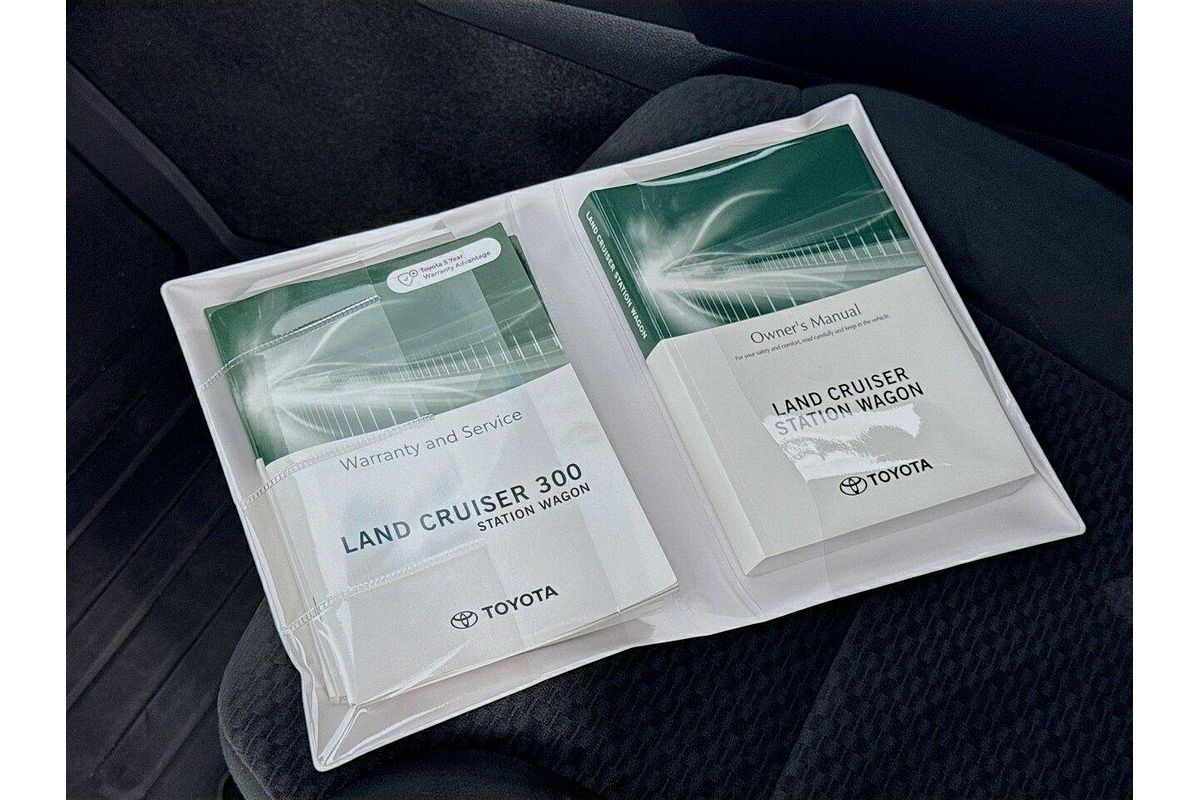 Toyota 5 Year
Warranty Advantage
Warranty and Service
LAND CRUISER 300
STATION WAGON
TOYOTA
LAND CRUISER STATION WAGON
Owner's Manual
For your safety and comfort, read carefully and keep in the vehicle.
LAND CRUISER
STATION WAGON
TOYOTA